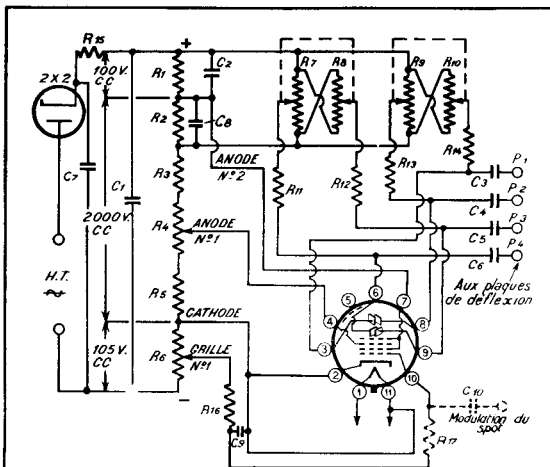 R15
+
2X2
100 V.
CC
R1
C2
R7
R8
R9
R10
R2
C8
C7
C1
R3
ANODE
Nº2
R11
R12
R13
R14
C3
P1
C4
P2
C5
P3
C6
P4
2000 V.
CC
R4
ANODE
Nº1
Aux plaques
de déflexion
H.T.
~
R5
CATHODE
5
6
7
4
8
3
9
2
10
1
11
105 V.
CC
R6
GRILLE
Nº1
–
R16
C9
C10
Modulation du
spot
R17